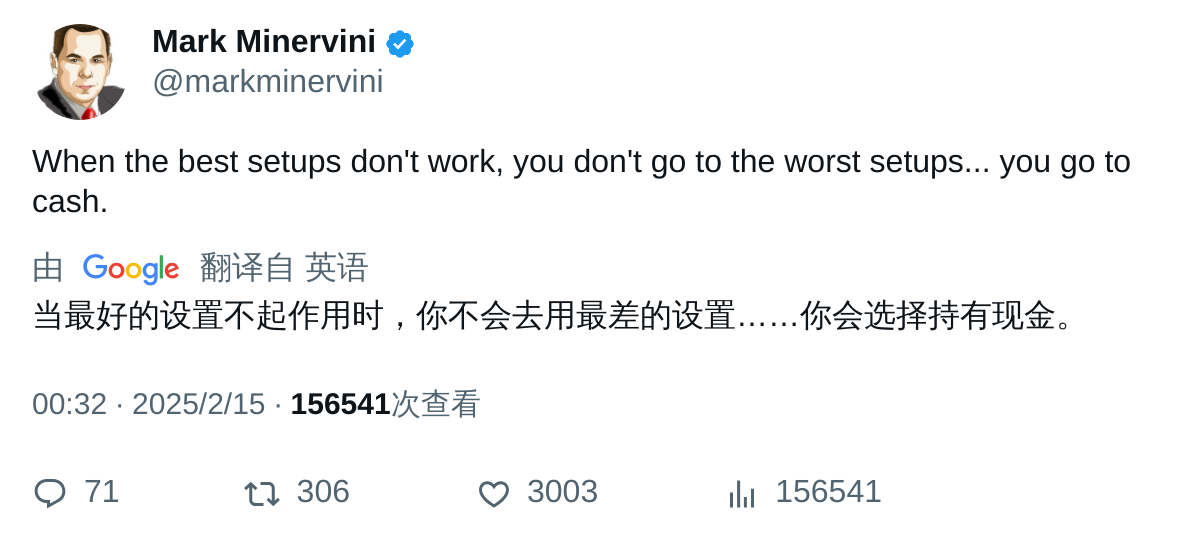 Mark Minervini
@markminervini
When the best setups don't work, you don't go to the worst setups... you go to
cash.
由 Google 翻译自 英语
当最好的设置不起作用时，你不会去用最差的设置……你会选择持有现金。
00:32 · 2025/2/15 · 156541次查看
71 306 3003 156541